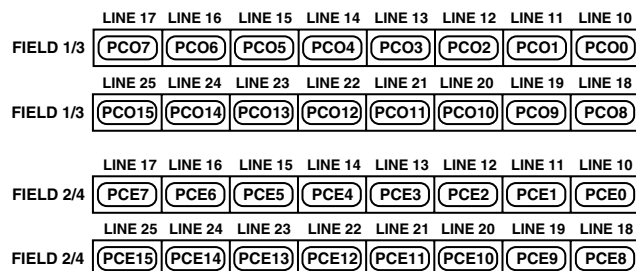 LINE 17 LINE 16 LINE 15 LINE 14 LINE 13 LINE 12 LINE 11 LINE 10
FIELD 1/3 PCO7 PCO6 PCO5 PCO4 PCO3 PCO2 PCO1 PCO0
LINE 25 LINE 24 LINE 23 LINE 22 LINE 21 LINE 20 LINE 19 LINE 18
FIELD 1/3 PCO15 PCO14 PCO13 PCO12 PCO11 PCO10 PCO9 PCO8
LINE 17 LINE 16 LINE 15 LINE 14 LINE 13 LINE 12 LINE 11 LINE 10
FIELD 2/4 PCE7 PCE6 PCE5 PCE4 PCE3 PCE2 PCE1 PCE0
LINE 25 LINE 24 LINE 23 LINE 22 LINE 21 LINE 20 LINE 19 LINE 18
FIELD 2/4 PCE15 PCE14 PCE13 PCE12 PCE11 PCE10 PCE9 PCE8